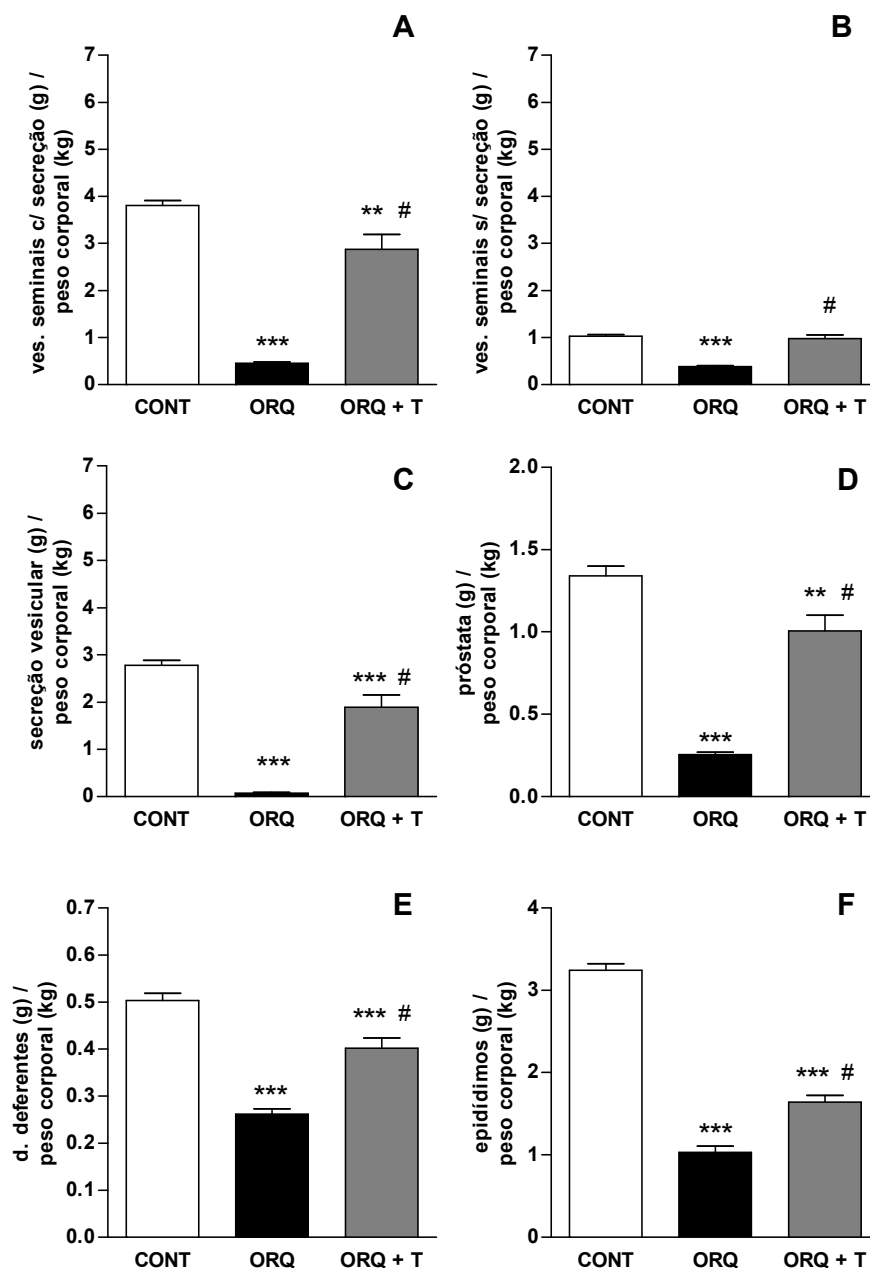 A
ves. seminais c/ secreção (g) /
peso corporal (kg)
7
6
5
4
3
2
1
0
** #
***
CONT ORQ ORQ + T
B
ves. seminais s/ secreção (g) /
peso corporal (kg)
7
6
5
4
3
2
1
0
#
***
CONT ORQ ORQ + T
C
secreção vesicular (g) /
peso corporal (kg)
7
6
5
4
3
2
1
0
*** #
***
CONT ORQ ORQ + T
D
próstata (g) /
peso corporal (kg)
2.0
1.5
1.0
0.5
0.0
** #
***
CONT ORQ ORQ + T
E
d. deferentes (g) /
peso corporal (kg)
0.7
0.6
0.5
0.4
0.3
0.2
0.1
0.0
*** #
***
CONT ORQ ORQ + T
F
epidídimos (g) /
peso corporal (kg)
4
3
2
1
0
*** #
***
CONT ORQ ORQ + T